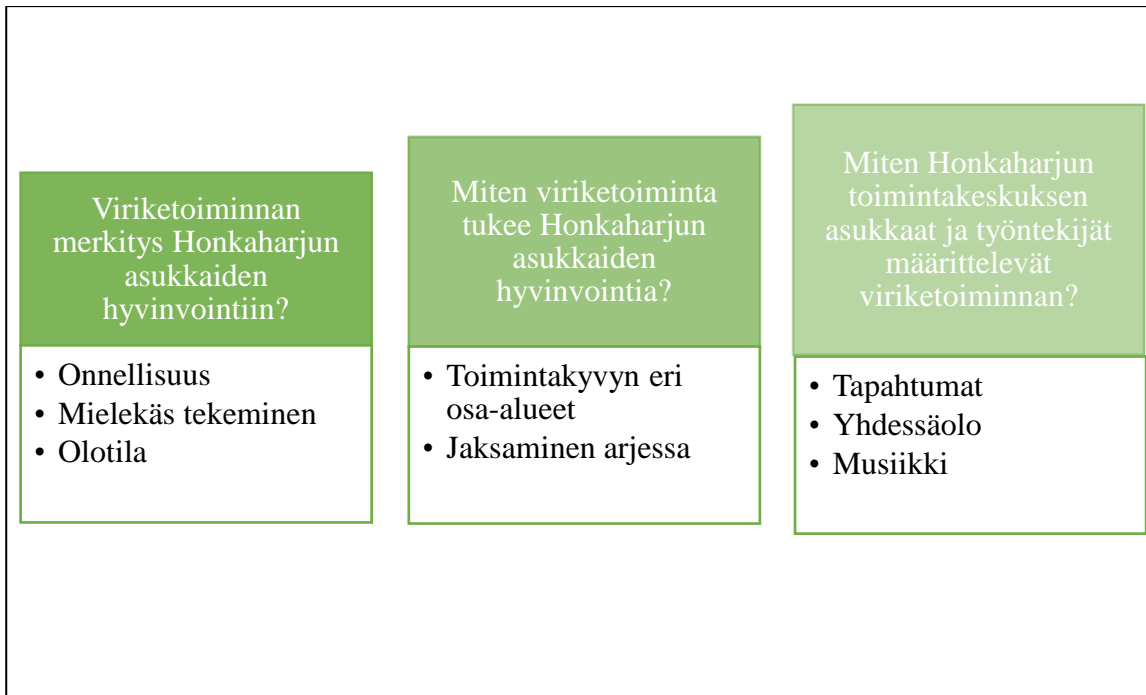 Viriketoiminnan
merkitys Honkaharjun
asukkaiden
hyvinvointiin?
• Onnellisuus
• Mielekäs tekeminen
• Olotila
Miten viriketoiminta
tukee Honkaharjun
asukkaiden
hyvinvointia?
• Toimintakyvyn eri
osa-alueet
• Jaksaminen arjessa
Miten Honkaharjun
toimintakeskuksen
asukkaat ja työntekijät
määrittelevät
viriketoiminnan?
• Tapahtumat
• Yhdessäolo
• Musiikki